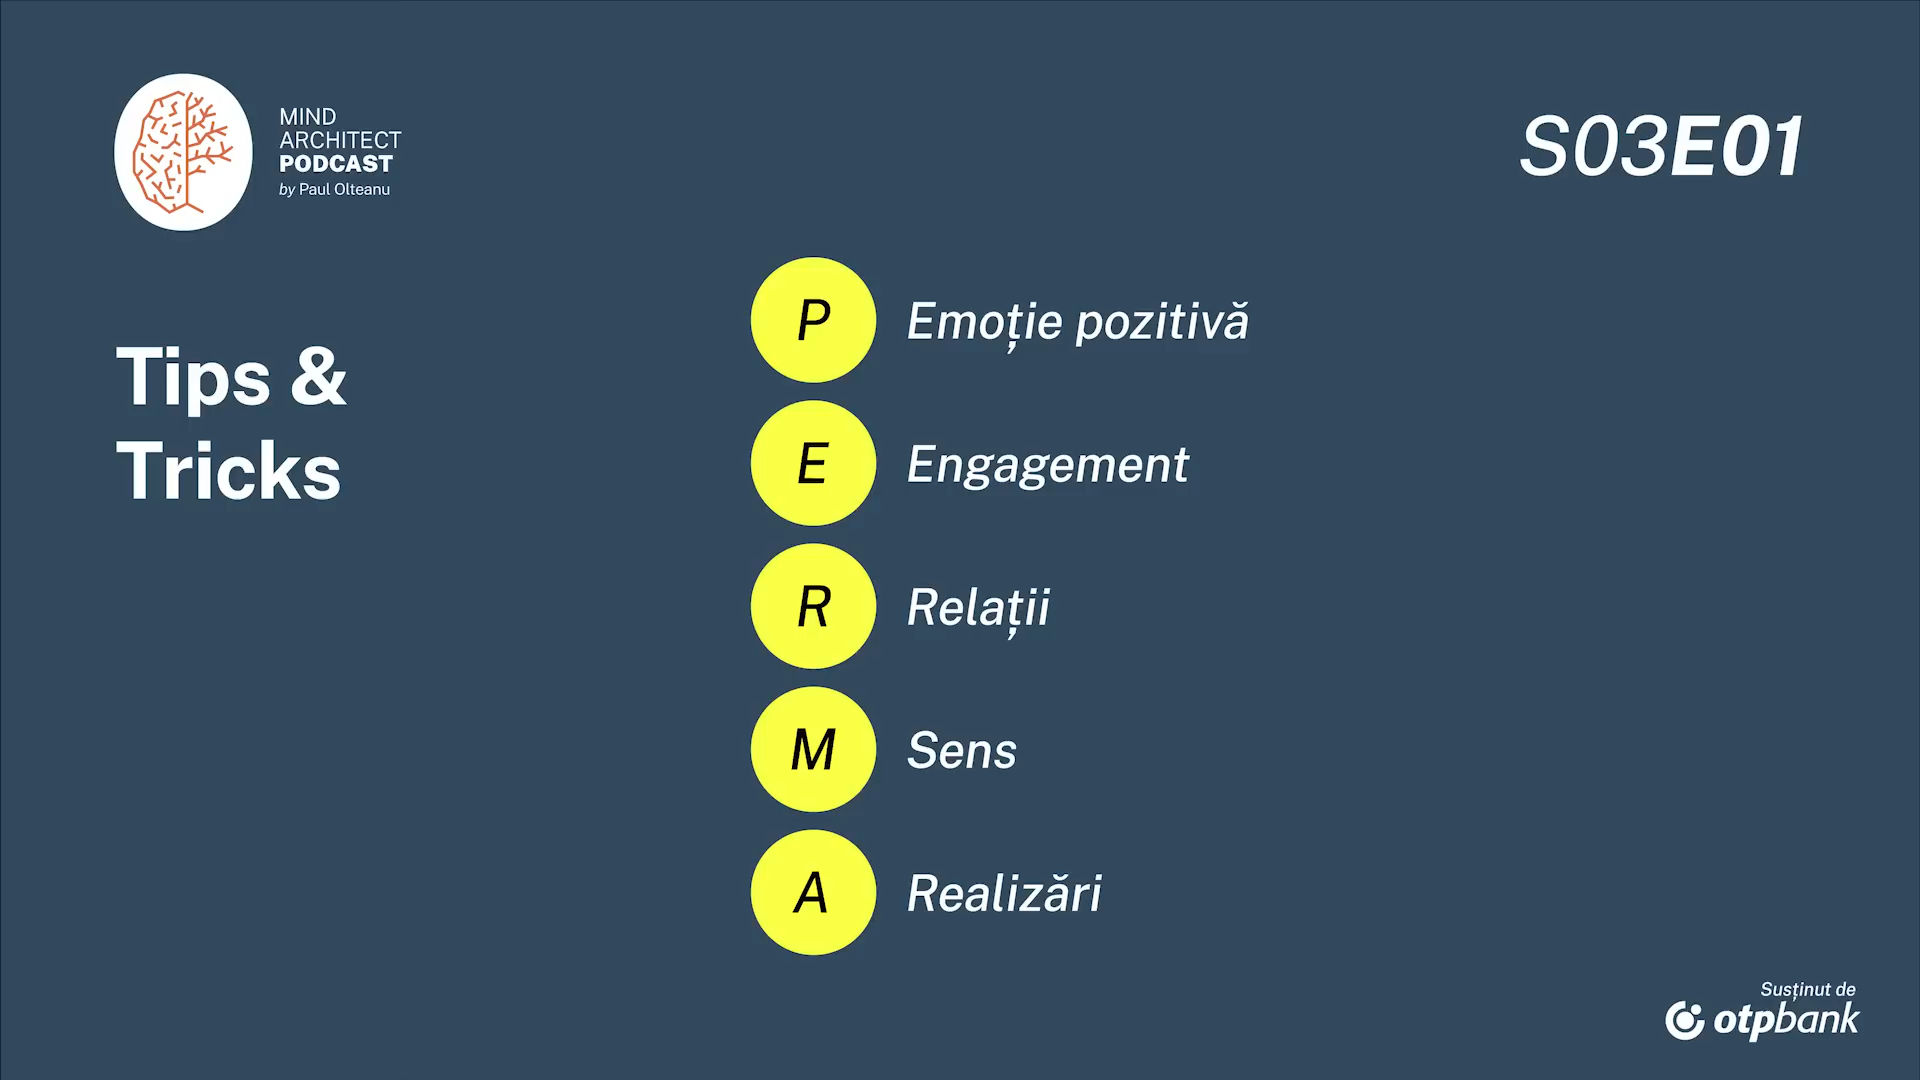 MIND
ARCHITECT
PODCAST
by Paul Olteanu
S03E01
Tips &
Tricks
P Emoție pozitivă
E Engagement
R Relații
M Sens
A Realizări
Susținut de
otpbank